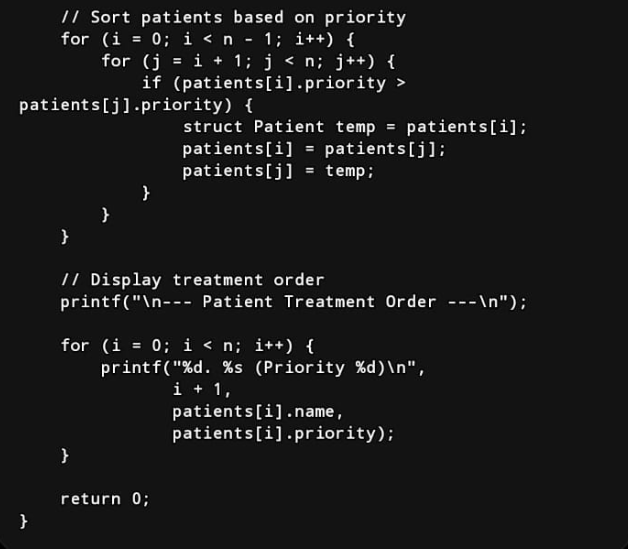 // Sort patients based on priority
for (i = 0; i < n - 1; i++) {
for (j = i + 1; j < n; j++) {
if (patients[i].priority >
patients[j].priority) {
struct Patient temp = patients[i];
patients[i] = patients[j];
patients[j] = temp;
}
}
}
// Display treatment order
printf("\n--- Patient Treatment Order ---\n");
for (i = 0; i < n; i++) {
printf("%d. %s (Priority %d)\n",
i + 1,
patients[i].name,
patients[i].priority);
}
return 0;
}